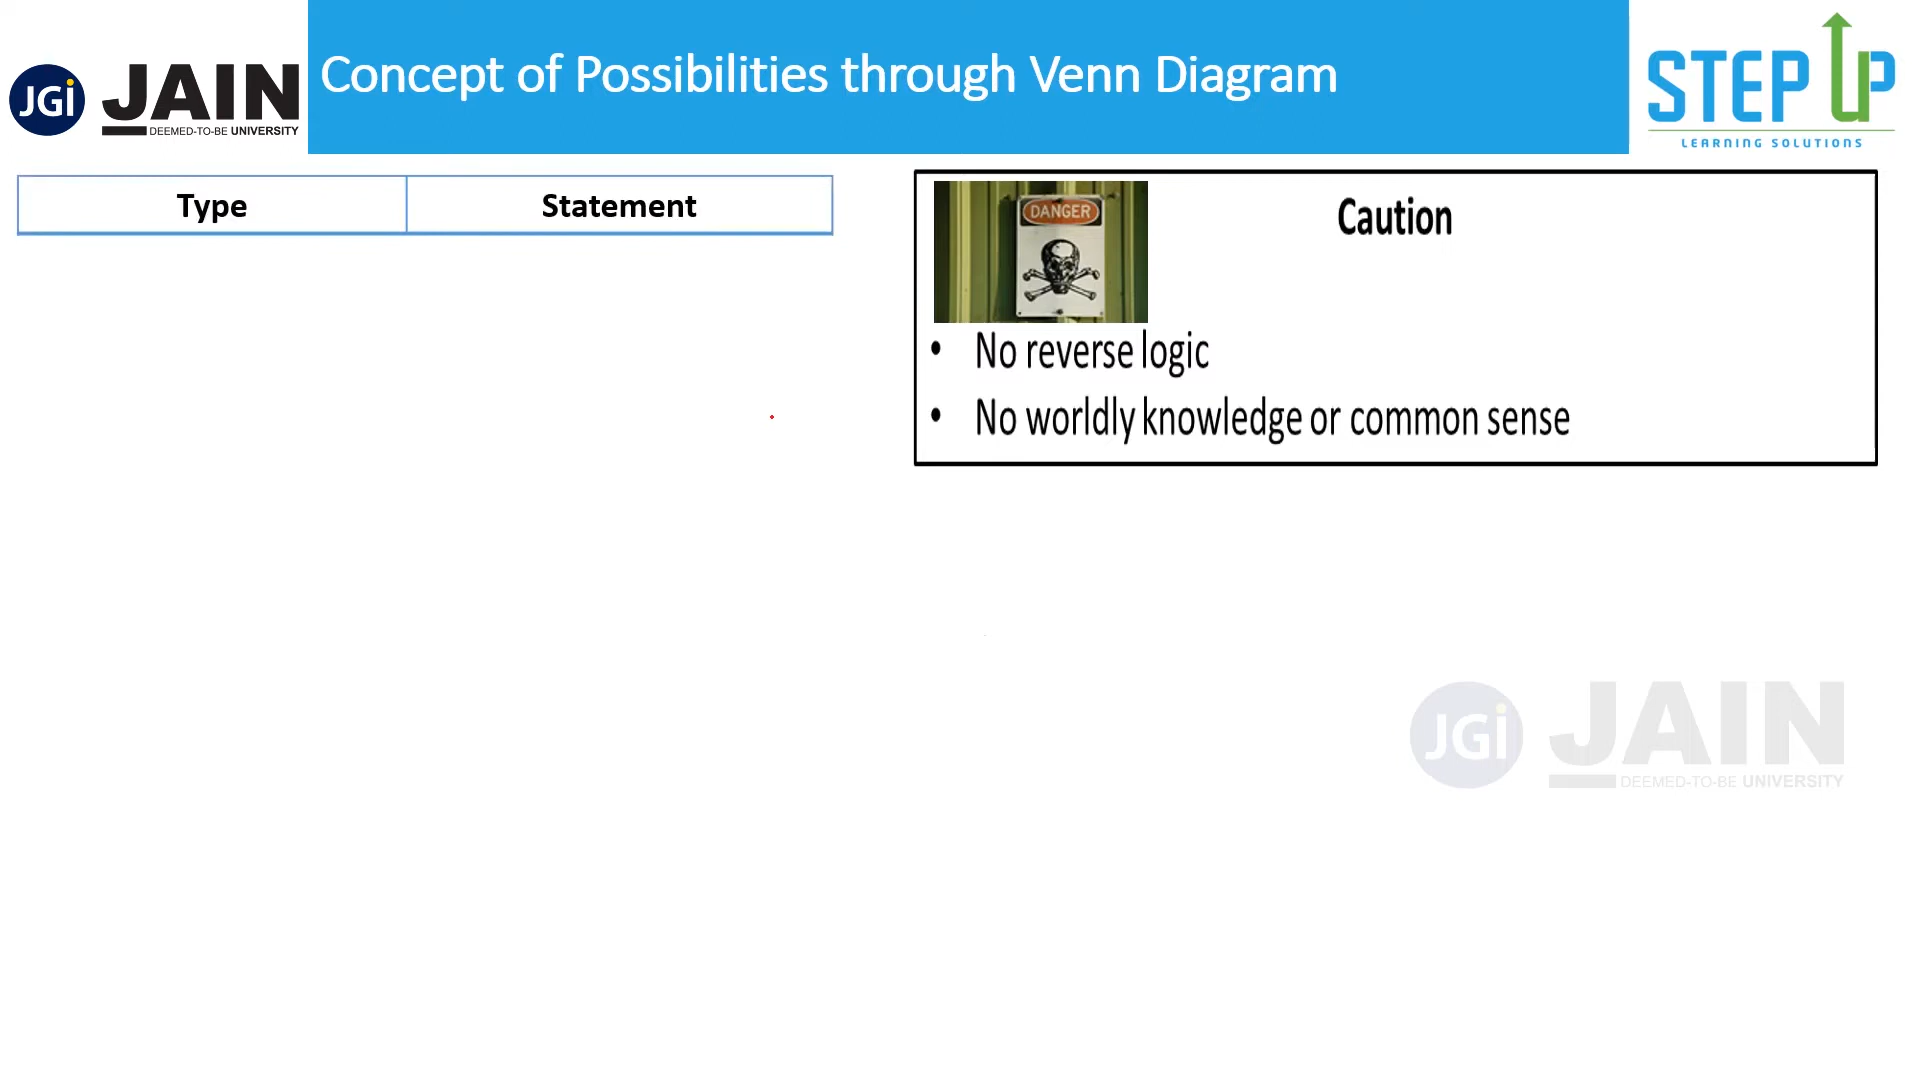 JGi JAIN
DEEMED-TO-BE UNIVERSITY
Concept of Possibilities through Venn Diagram
STEP UP
LEARNING SOLUTIONS
Type Statement
DANGER
Caution
• No reverse logic
• No worldly knowledge or common sense
JGi JAIN
DEEMED-TO-BE UNIVERSITY